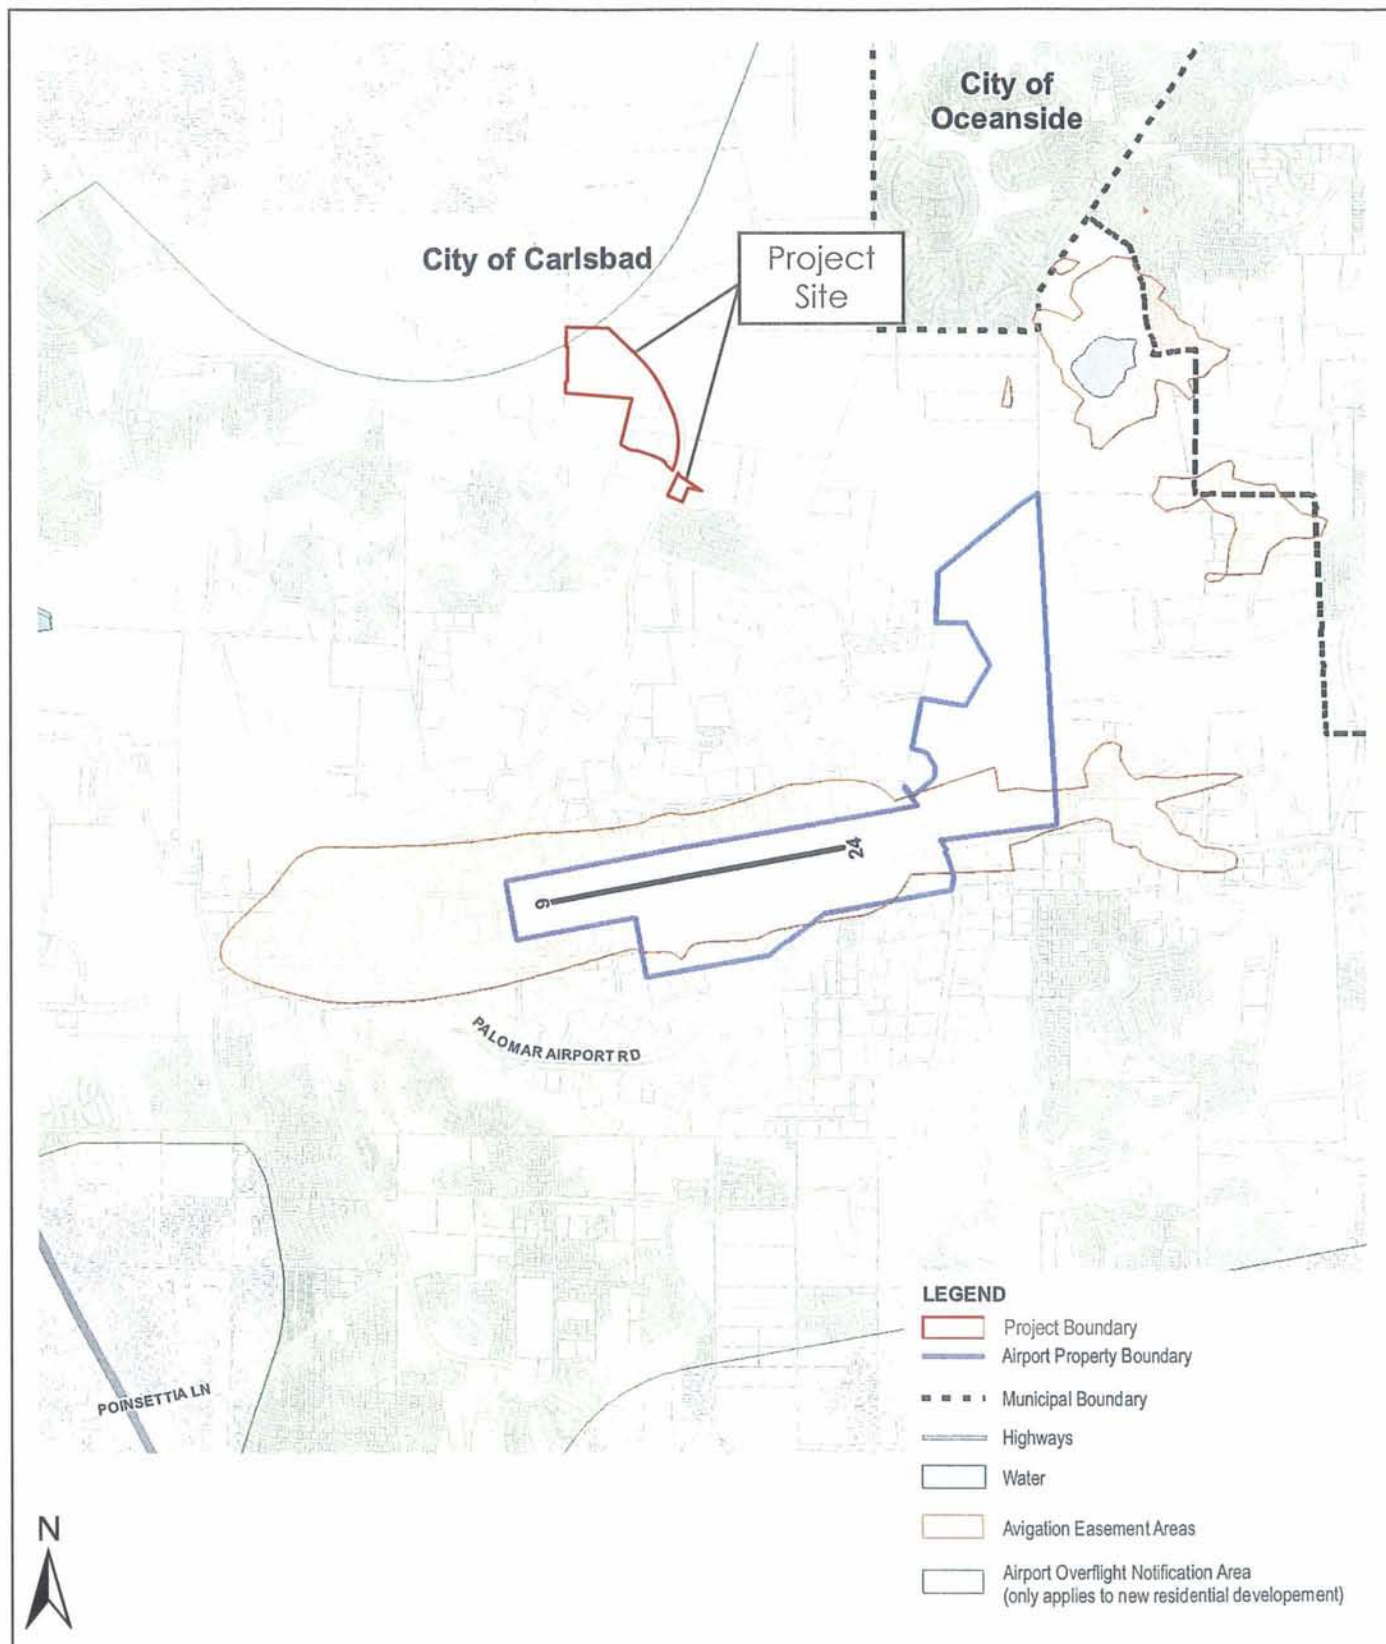 City of
Oceanside
City of Carlsbad
Project
Site
24
6
PALOMAR AIRPORT RD
POINSETTIA LN
LEGEND
Project Boundary
Airport Property Boundary
Municipal Boundary
Highways
Water
Avigation Easement Areas
Airport Overflight Notification Area
(only applies to new residential developement)
N